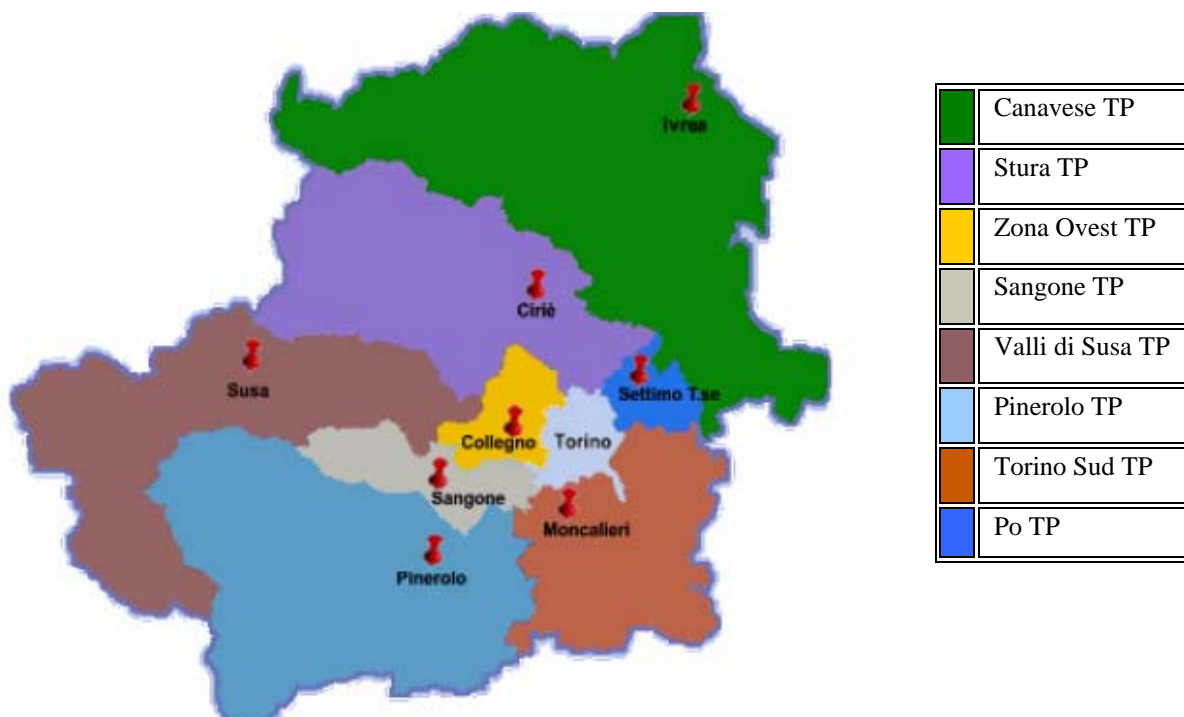 Ivrea
Ciriè
Susa
Settimo T.se
Collegno
Torino
Sangone
Moncalieri
Pinerolo
Canavese TP
Stura TP
Zona Ovest TP
Sangone TP
Valli di Susa TP
Pinerolo TP
Torino Sud TP
Po TP